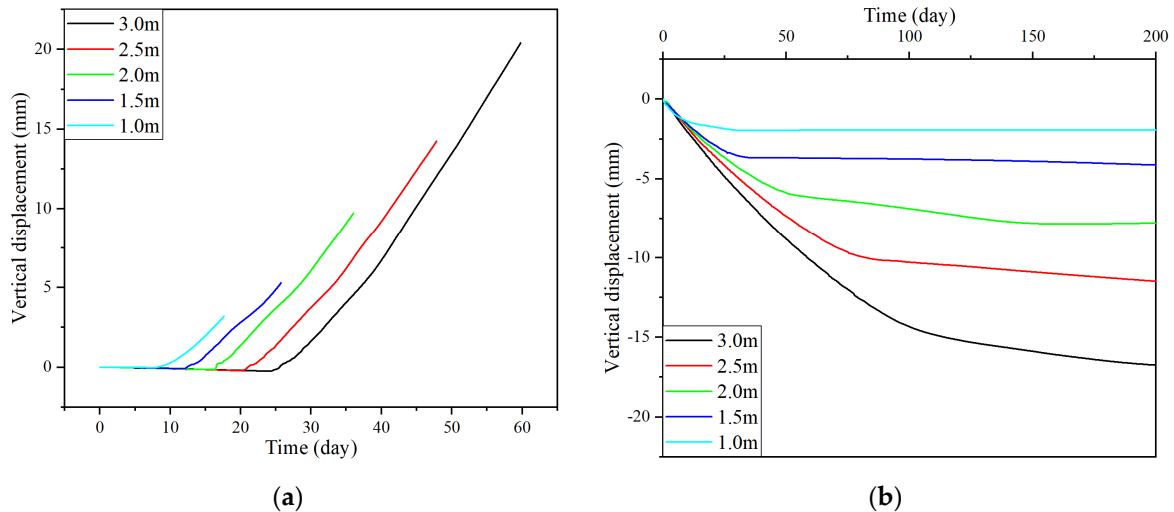 3.0m
2.5m
2.0m
1.5m
1.0m
20
15
10
5
0
Vertical displacement (mm)
0 10 20 30 40 50 60
Time (day)
(a)
Time (day)
0 50 100 150 200
0
-5
-10
-15
-20
Vertical displacement (mm)
3.0m
2.5m
2.0m
1.5m
1.0m
(b)